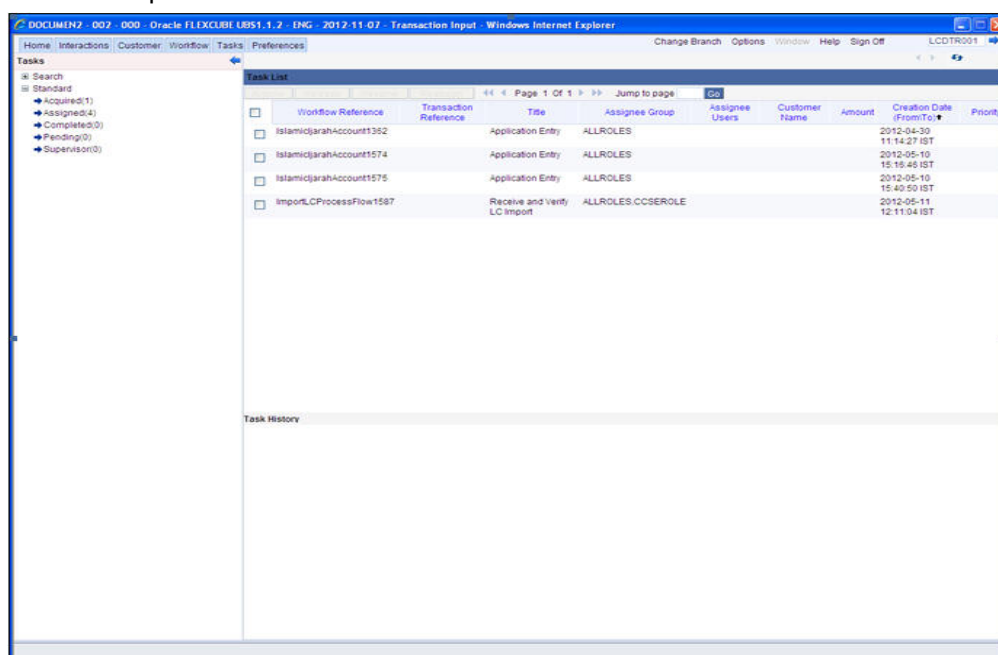 DOCUMEN2 - 002 - 000 - Oracle FLEXCUBE UBS1.1.2 - ENG - 2012-11-07 - Transaction Input - Windows Internet Explorer
Home Interactions Customer Workflow Tasks Preferences Change Branch Options Window Help Sign Off LCDTR001
Tasks
Search
Standard
Acquired(1)
Assigned(4)
Completed(0)
Pending(0)
Supervisor(0)
Task List
Page 1 Of 1 Jump to page Go
Workflow Reference Transaction Reference Title Assignee Group Assignee Users Customer Name Amount Creation Date (From\To) Priority
IslamicIjarahAccount1362 Application Entry ALLROLES 2012-04-30 11:14:27 IST
IslamicIjarahAccount1574 Application Entry ALLROLES 2012-05-10 15:16:46 IST
IslamicIjarahAccount1575 Application Entry ALLROLES 2012-05-10 15:40:50 IST
ImportLCProcessFlow1587 Receive and Verify LC Import ALLROLES,CCSEROLE 2012-05-11 12:11:04 IST
Task History